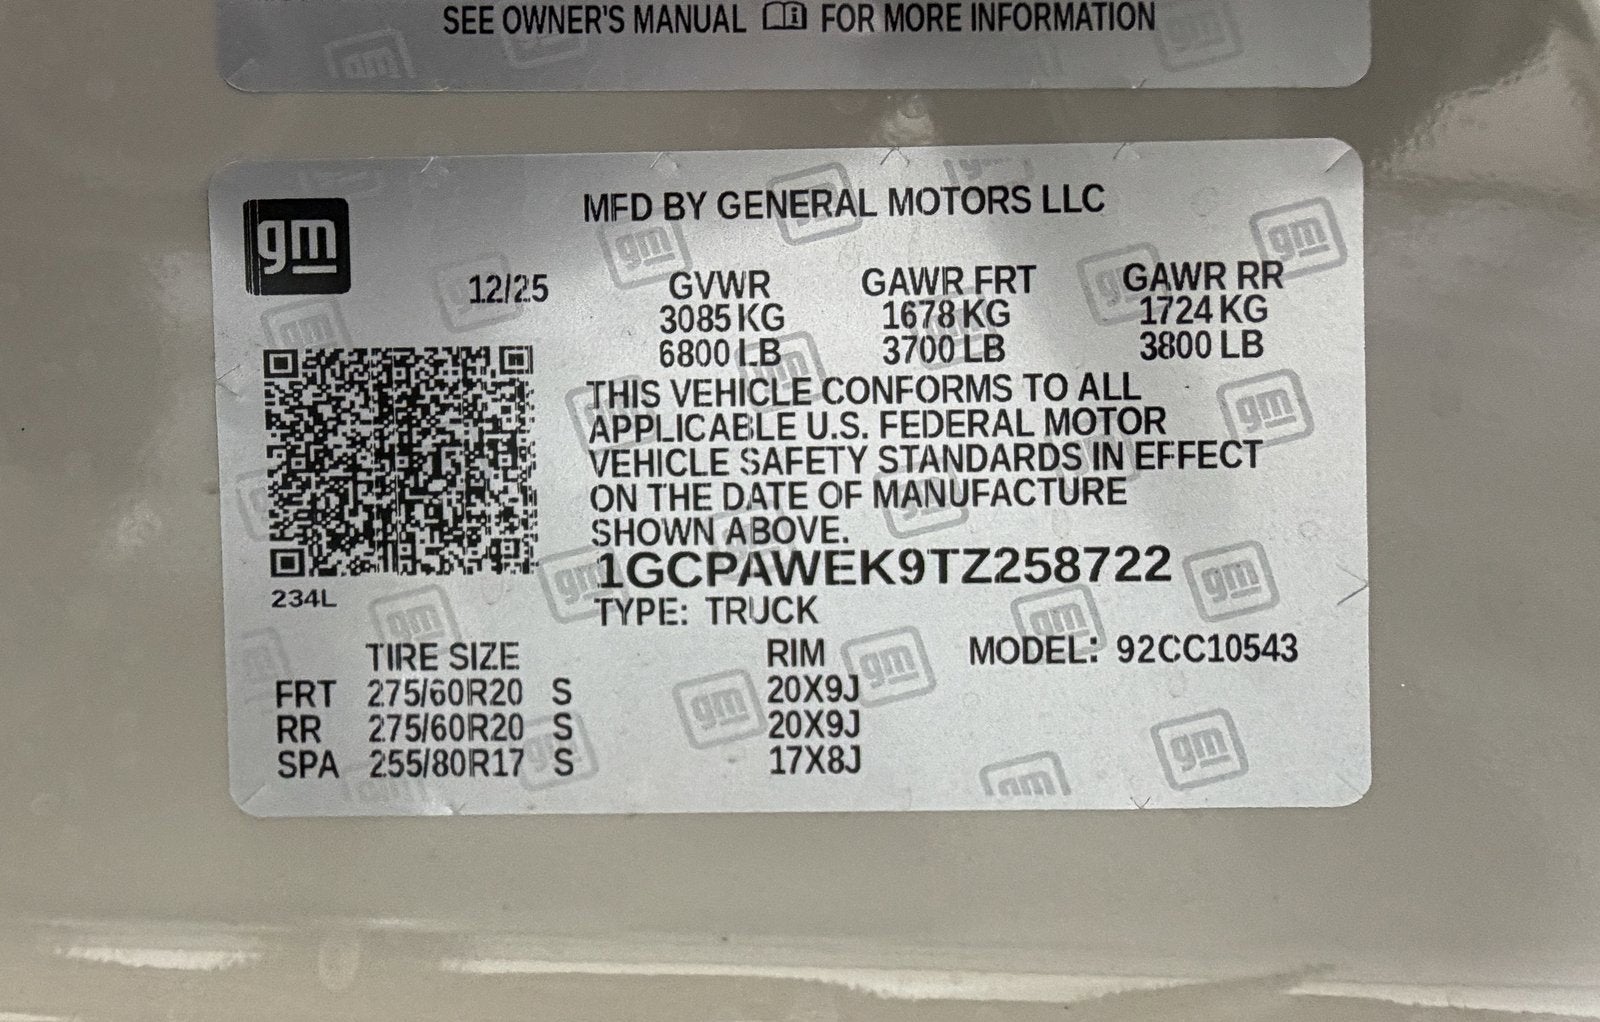 SEE OWNER'S MANUAL FOR MORE INFORMATION
gm
MFD BY GENERAL MOTORS LLC
12/25 GVWR GAWR FRT GAWR RR
3085 KG 1678 KG 1724 KG
6800 LB 3700 LB 3800 LB
THIS VEHICLE CONFORMS TO ALL
APPLICABLE U.S. FEDERAL MOTOR
VEHICLE SAFETY STANDARDS IN EFFECT
ON THE DATE OF MANUFACTURE
SHOWN ABOVE.
1GCPAWEK9TZ258722
234L
TYPE: TRUCK
TIRE SIZE RIM MODEL: 92CC10543
FRT 275/60R20 S 20X9J
RR 275/60R20 S 20X9J
SPA 255/80R17 S 17X8J